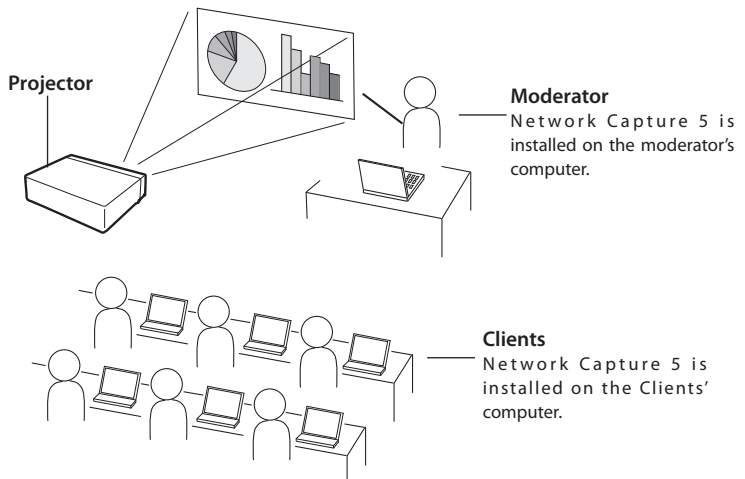 Projector
Moderator
Network Capture 5 is
installed on the moderator's
computer.
Clients
Network Capture 5 is
installed on the Clients'
computer.